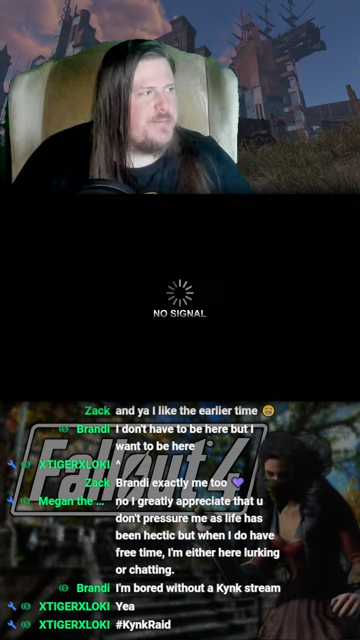 NO SIGNAL
Zack and ya I like the earlier time
Brandi I don't have to be here but I
want to be here
XTIGERXLOKI ^
Zack Brandi exactly me too
Megan the ... no I greatly appreciate that u
don't pressure me as life has
been hectic but when I do have
free time, I'm either here lurking
or chatting.
Brandi I'm bored without a Kynk stream
XTIGERXLOKI Yea
XTIGERXLOKI #KynkRaid
Fallout 4